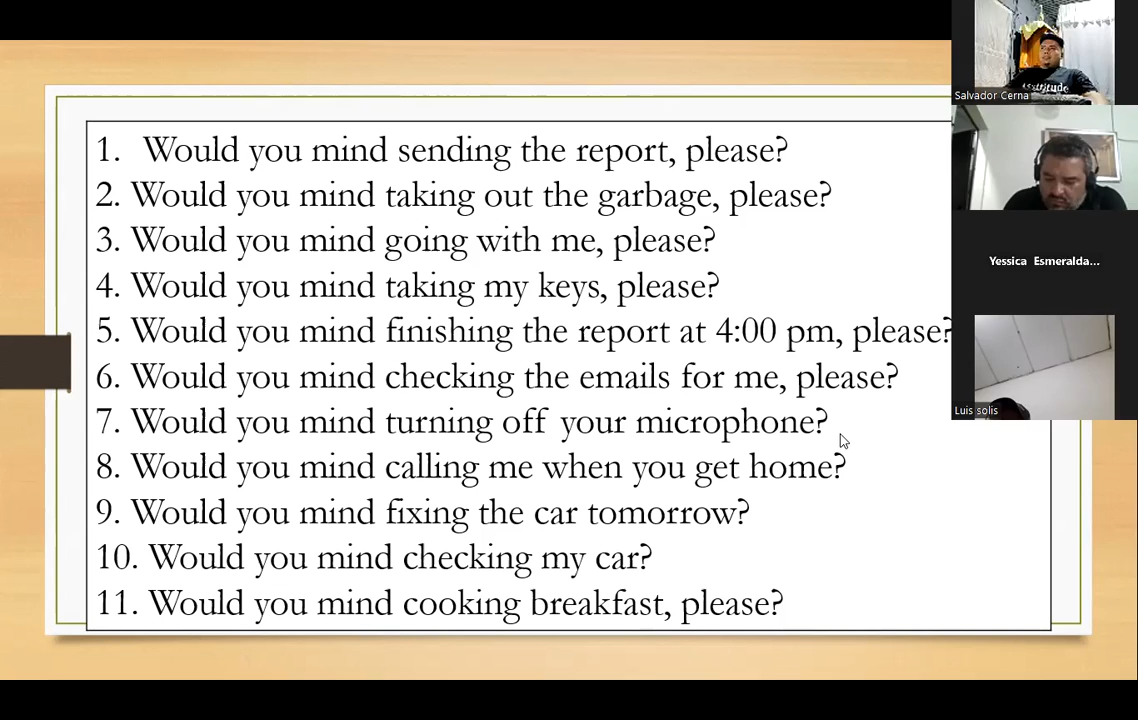 1. Would you mind sending the report, please?
2. Would you mind taking out the garbage, please?
3. Would you mind going with me, please?
4. Would you mind taking my keys, please?
5. Would you mind finishing the report at 4:00 pm, please?
6. Would you mind checking the emails for me, please?
7. Would you mind turning off your microphone?
8. Would you mind calling me when you get home?
9. Would you mind fixing the car tomorrow?
10. Would you mind checking my car?
11. Would you mind cooking breakfast, please?
Salvador Cerna
Yessica Esmeralda...
Luis solis